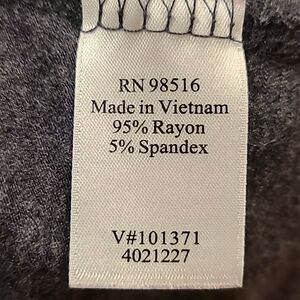 RN 98516
Made in Vietnam
95% Rayon
5% Spandex
V#101371
4021227